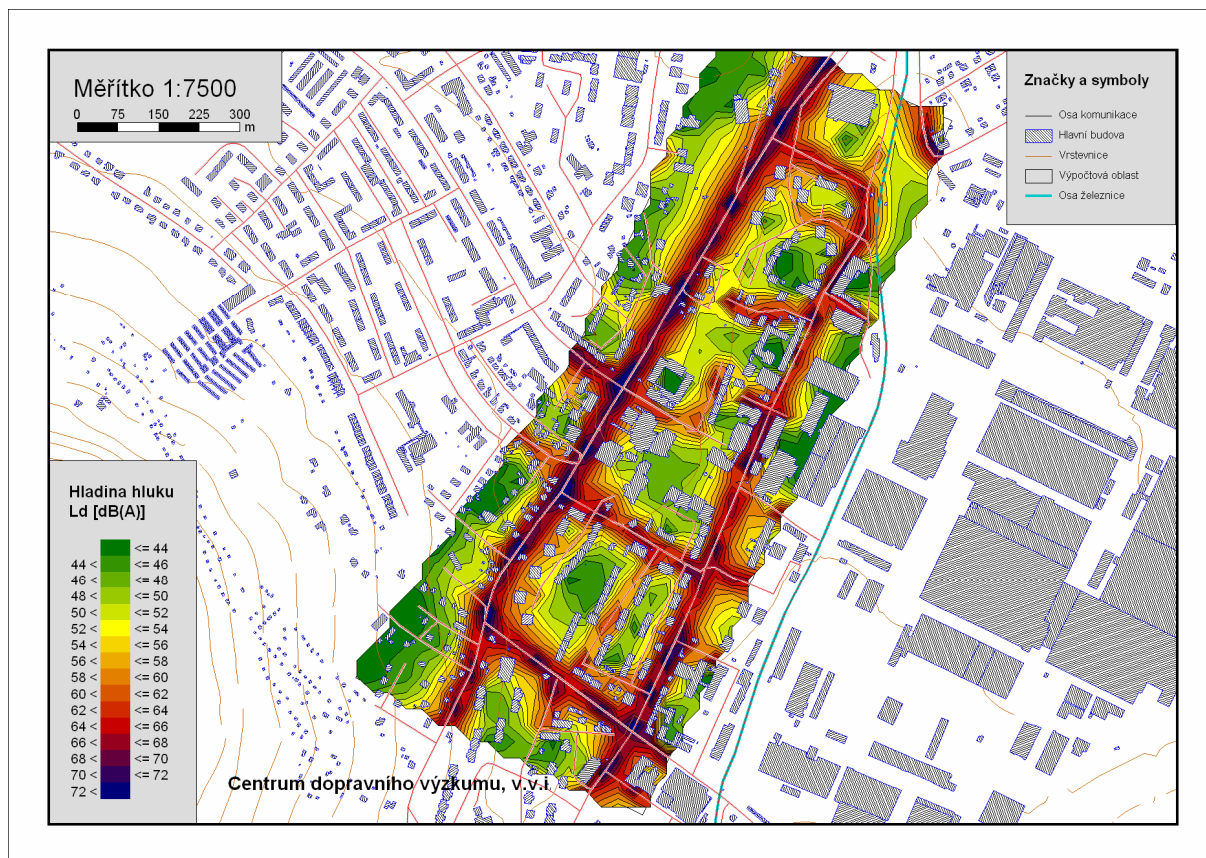 Měřítko 1:7500
0 75 150 225 300
m
Značky a symboly
Osa komunikace
Hlavní budova
Vrstevnice
Výpočtová oblast
Osa železnice
Hladina hluku
Ld [dB(A)]
<= 44
44 < <= 46
46 < <= 48
48 < <= 50
50 < <= 52
52 < <= 54
54 < <= 56
56 < <= 58
58 < <= 60
60 < <= 62
62 < <= 64
64 < <= 66
66 < <= 68
68 < <= 70
70 < <= 72
72 <
Centrum dopravního výzkumu, v.v.i